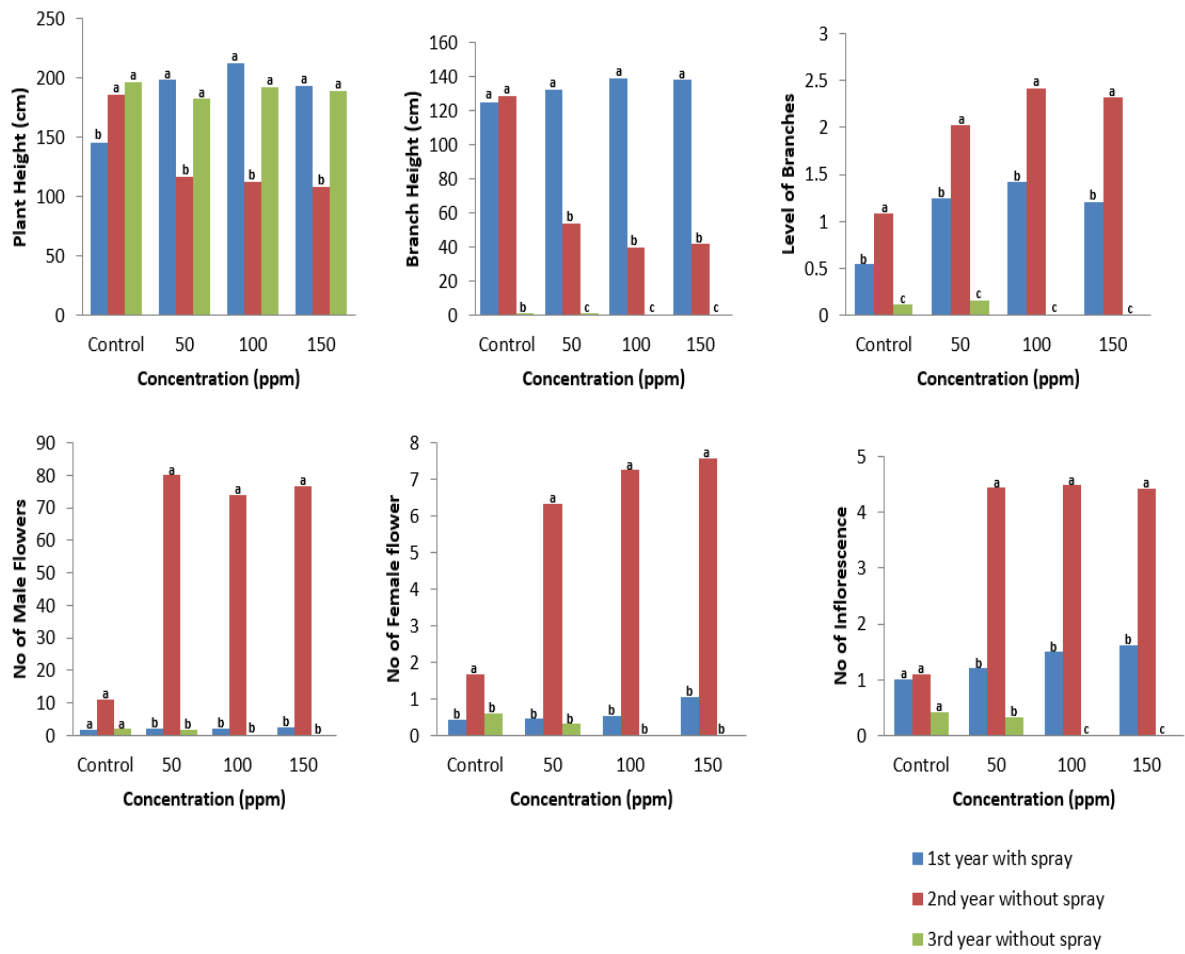 250
200
150
100
50
0
Plant Height (cm)
b a a
a b a
a b a
a b a
Control 50 100 150
Concentration (ppm)
160
140
120
100
80
60
40
20
0
Branch Height (cm)
a a b
a b c
a b c
a b c
Control 50 100 150
Concentration (ppm)
3
2.5
2
1.5
1
0.5
0
Level of Branches
b a c
b a c
b a c
b a c
Control 50 100 150
Concentration (ppm)
90
80
70
60
50
40
30
20
10
0
No of Male Flowers
a a a
b a b
b a b
b a b
Control 50 100 150
Concentration (ppm)
8
7
6
5
4
3
2
1
0
No of Female flower
b a b
b a b
b a b
b a b
Control 50 100 150
Concentration (ppm)
5
4
3
2
1
0
No of Inflorescence
a a a
b a b
b a c
b a c
Control 50 100 150
Concentration (ppm)
1st year with spray
2nd year without spray
3rd year without spray